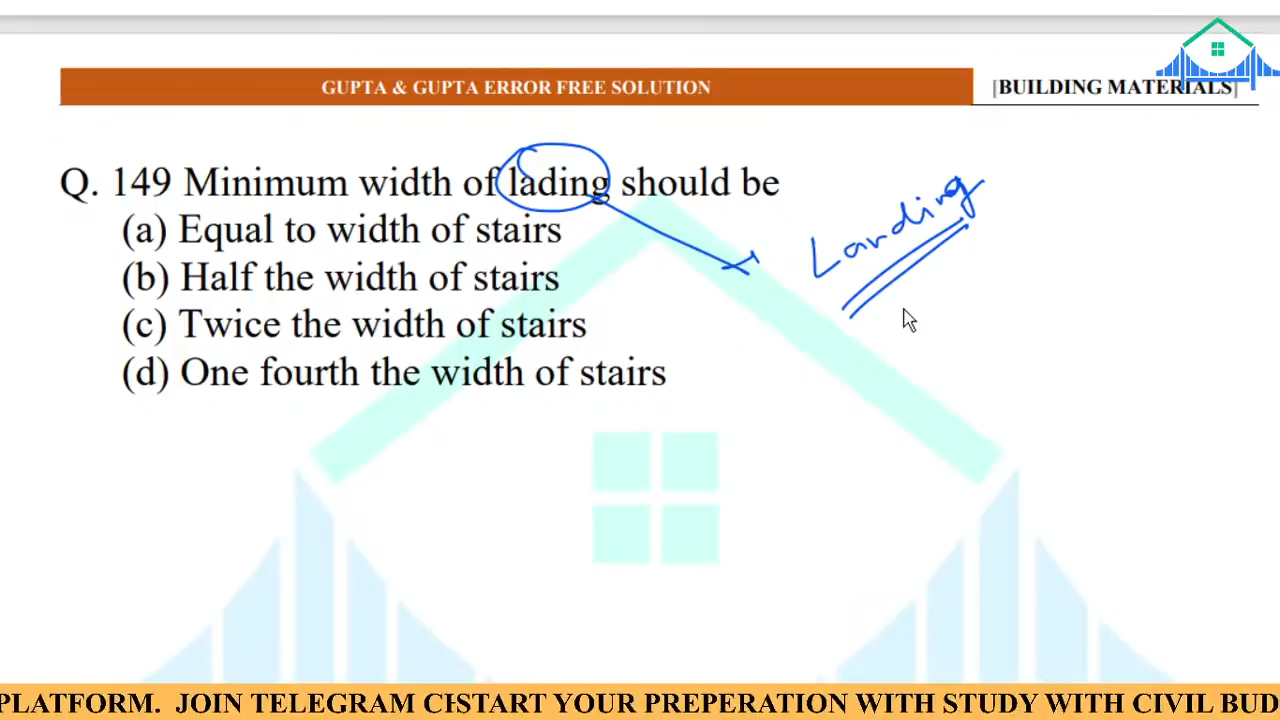 GUPTA & GUPTA ERROR FREE SOLUTION
[BUILDING MATERIALS]
Q. 149 Minimum width of lading should be
Landing
(a) Equal to width of stairs
(b) Half the width of stairs
(c) Twice the width of stairs
(d) One fourth the width of stairs
PLATFORM. JOIN TELEGRAM CHSTART YOUR PREPERATION WITH STUDY WITH CIVIL BUD